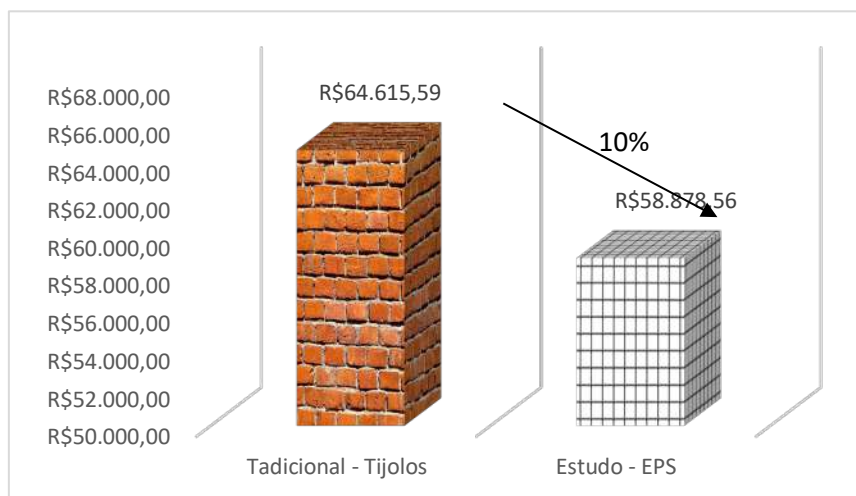 R$68.000,00
R$66.000,00
R$64.000,00
R$62.000,00
R$60.000,00
R$58.000,00
R$56.000,00
R$54.000,00
R$52.000,00
R$50.000,00
R$64.615,59
10%
R$58.878,56
Tadicional - Tijolos
Estudo - EPS